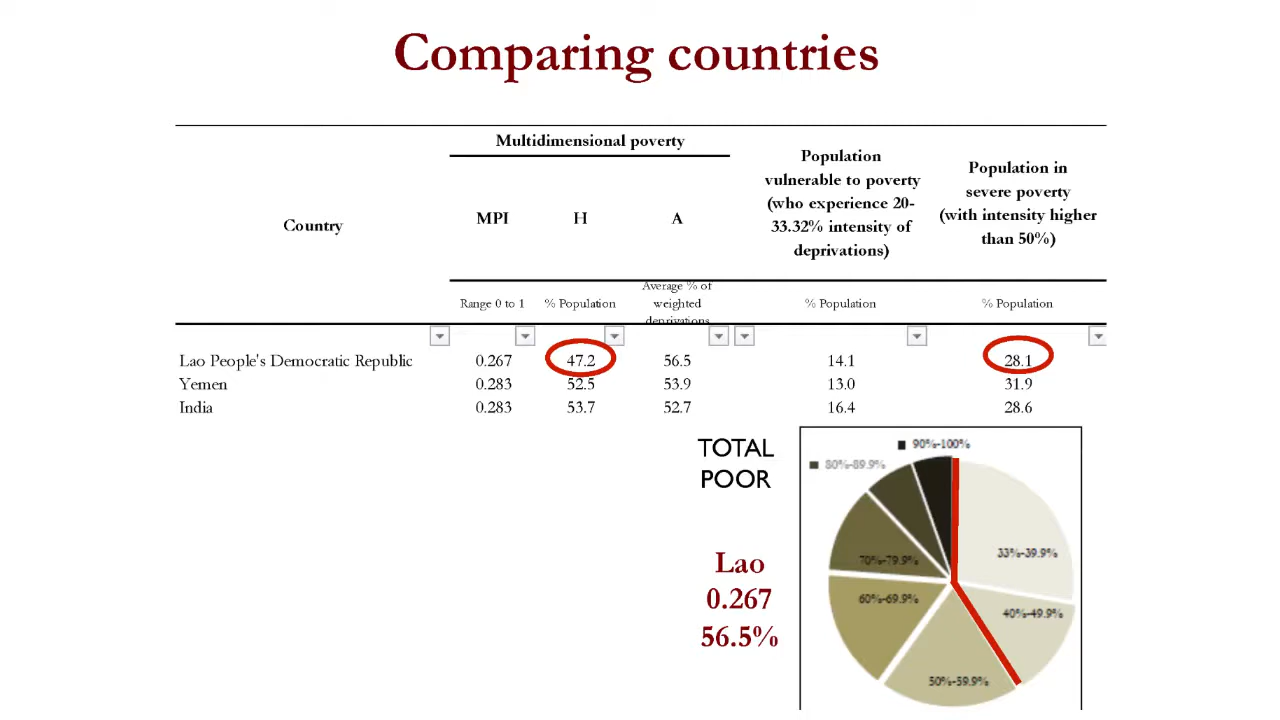 Comparing countries
Multidimensional poverty
Country
MPI
H
A
Population
vulnerable to poverty
(who experience 20-
33.32% intensity of
deprivations)
Population in
severe poverty
(with intensity higher
than 50%)
Range 0 to 1
% Population
Average % of
weighted
deprivations
% Population
% Population
Lao People's Democratic Republic 0.267 47.2 56.5 14.1 28.1
Yemen 0.283 52.5 53.9 13.0 31.9
India 0.283 53.7 52.7 16.4 28.6
TOTAL
POOR
Lao
0.267
56.5%
90%-100%
80%-89.9%
33%-39.9%
70%-79.9%
60%-69.9%
40%-49.9%
50%-59.9%